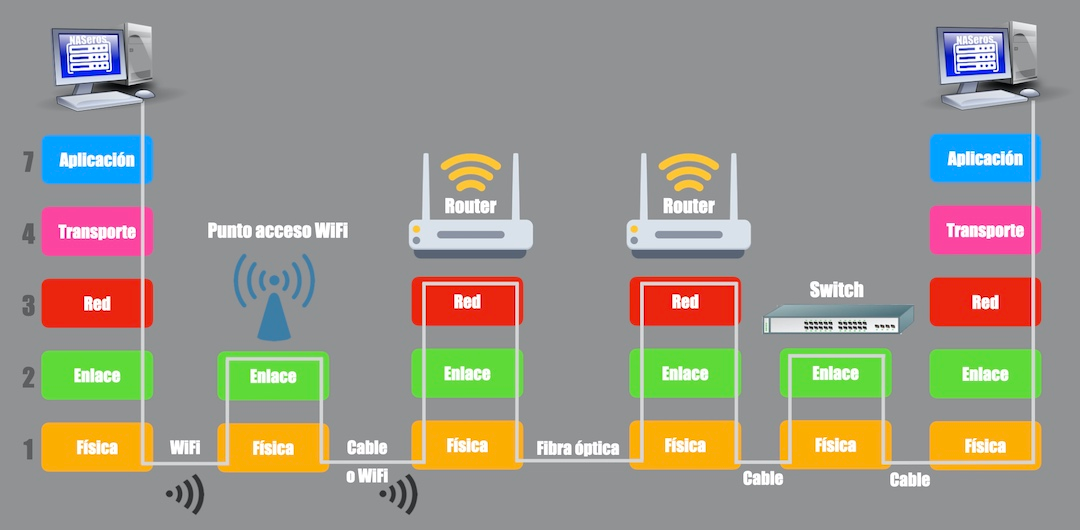 NASeros
NASeros
7
Aplicación
Aplicación
Router
Router
4
Transporte
Punto acceso WiFi
Transporte
3
Red
Red
Red
Switch
Red
2
Enlace
Enlace
Enlace
Enlace
Enlace
Enlace
1
Física
WiFi
Física
Cable
o WiFi
Física
Fibra óptica
Física
Cable
Física
Cable
Física